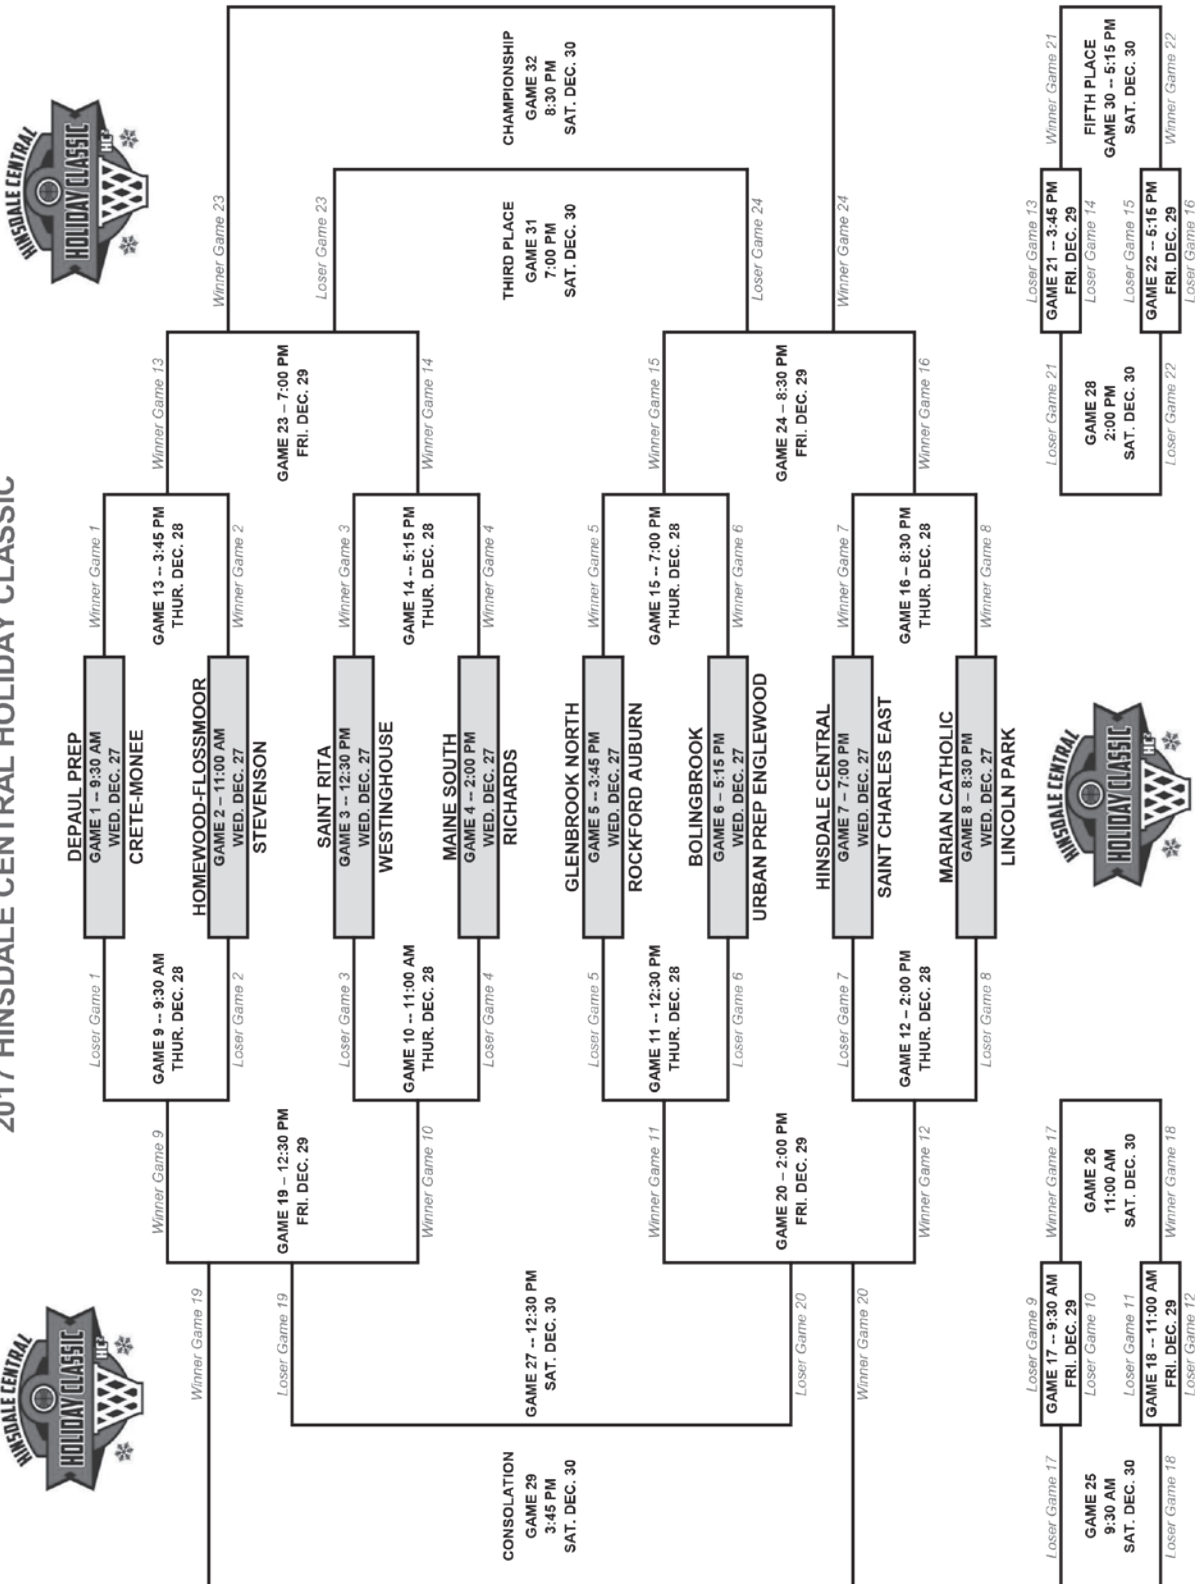 2017 HINSDALE CENTRAL HOLIDAY CLASSIC
HINSDALE CENTRAL
HOLIDAY CLASSIC
HC²
HINSDALE CENTRAL
HOLIDAY CLASSIC
HC²
DEPAUL PREP
GAME 1 -- 9:30 AM
WED. DEC. 27
CRETE-MONEE
HOMEWOOD-FLOSSMOOR
GAME 2 – 11:00 AM
WED. DEC. 27
STEVENSON
SAINT RITA
GAME 3 -- 12:30 PM
WED. DEC. 27
WESTINGHOUSE
MAINE SOUTH
GAME 4 -- 2:00 PM
WED. DEC. 27
RICHARDS
GLENBROOK NORTH
GAME 5 -- 3:45 PM
WED. DEC. 27
ROCKFORD AUBURN
BOLINGBROOK
GAME 6 – 5:15 PM
WED. DEC. 27
URBAN PREP ENGLEWOOD
HINSDALE CENTRAL
GAME 7 – 7:00 PM
WED. DEC. 27
SAINT CHARLES EAST
MARIAN CATHOLIC
GAME 8 – 8:30 PM
WED. DEC. 27
LINCOLN PARK
Loser Game 1
GAME 9 -- 9:30 AM
THUR. DEC. 28
Loser Game 2
Loser Game 3
GAME 10 -- 11:00 AM
THUR. DEC. 28
Loser Game 4
Loser Game 5
GAME 11 -- 12:30 PM
THUR. DEC. 28
Loser Game 6
Loser Game 7
GAME 12 – 2:00 PM
THUR. DEC. 28
Loser Game 8
Winner Game 1
GAME 13 -- 3:45 PM
THUR. DEC. 28
Winner Game 2
Winner Game 3
GAME 14 -- 5:15 PM
THUR. DEC. 28
Winner Game 4
Winner Game 5
GAME 15 -- 7:00 PM
THUR. DEC. 28
Winner Game 6
Winner Game 7
GAME 16 – 8:30 PM
THUR. DEC. 28
Winner Game 8
Winner Game 9
GAME 19 – 12:30 PM
FRI. DEC. 29
Winner Game 10
Winner Game 11
GAME 20 – 2:00 PM
FRI. DEC. 29
Winner Game 12
Winner Game 13
GAME 23 – 7:00 PM
FRI. DEC. 29
Winner Game 14
Winner Game 15
GAME 24 – 8:30 PM
FRI. DEC. 29
Winner Game 16
Winner Game 19
Loser Game 19
GAME 27 -- 12:30 PM
SAT. DEC. 30
Loser Game 20
Winner Game 20
CONSOLATION
GAME 29
3:45 PM
SAT. DEC. 30
Winner Game 23
Loser Game 23
THIRD PLACE
GAME 31
7:00 PM
SAT. DEC. 30
Loser Game 24
Winner Game 24
CHAMPIONSHIP
GAME 32
8:30 PM
SAT. DEC. 30
Loser Game 17
GAME 25
9:30 AM
SAT. DEC. 30
Loser Game 18
Loser Game 9
GAME 17 -- 9:30 AM
FRI. DEC. 29
Loser Game 10
Loser Game 11
GAME 18 -- 11:00 AM
FRI. DEC. 29
Loser Game 12
Winner Game 17
GAME 26
11:00 AM
SAT. DEC. 30
Winner Game 18
HINSDALE CENTRAL
HOLIDAY CLASSIC
HC²
Loser Game 21
GAME 28
2:00 PM
SAT. DEC. 30
Loser Game 22
Loser Game 13
GAME 21 -- 3:45 PM
FRI. DEC. 29
Loser Game 14
Loser Game 15
GAME 22 -- 5:15 PM
FRI. DEC. 29
Loser Game 16
Winner Game 21
FIFTH PLACE
GAME 30 -- 5:15 PM
SAT. DEC. 30
Winner Game 22